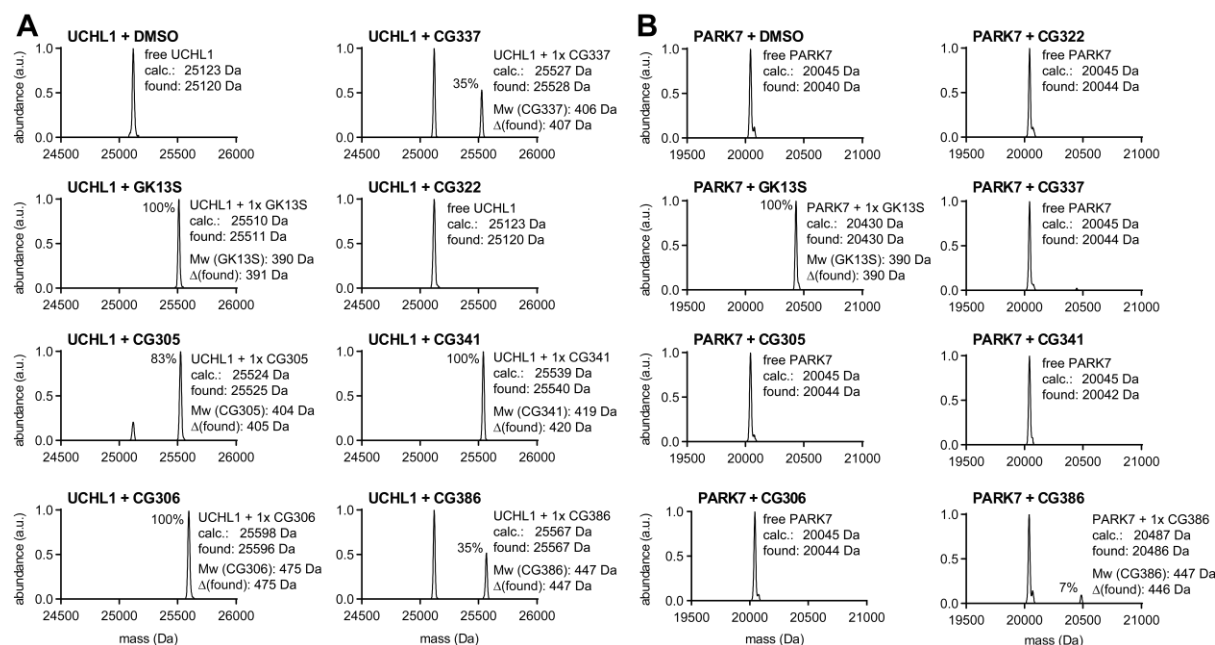 A
UCHL1 + DMSO
abundance (a.u.)
1.0
0.5
0.0
24500 25000 25500 26000
free UCHL1
calc.: 25123 Da
found: 25120 Da
UCHL1 + CG337
abundance (a.u.)
1.0
0.5
0.0
24500 25000 25500 26000
35%
UCHL1 + 1x CG337
calc.: 25527 Da
found: 25528 Da
Mw (CG337): 406 Da
Δ(found): 407 Da
UCHL1 + GK13S
abundance (a.u.)
1.0
0.5
0.0
24500 25000 25500 26000
100%
UCHL1 + 1x GK13S
calc.: 25510 Da
found: 25511 Da
Mw (GK13S): 390 Da
Δ(found): 391 Da
UCHL1 + CG322
abundance (a.u.)
1.0
0.5
0.0
24500 25000 25500 26000
free UCHL1
calc.: 25123 Da
found: 25120 Da
UCHL1 + CG305
abundance (a.u.)
1.0
0.5
0.0
24500 25000 25500 26000
83%
UCHL1 + 1x CG305
calc.: 25524 Da
found: 25525 Da
Mw (CG305): 404 Da
Δ(found): 405 Da
UCHL1 + CG341
abundance (a.u.)
1.0
0.5
0.0
24500 25000 25500 26000
100%
UCHL1 + 1x CG341
calc.: 25539 Da
found: 25540 Da
Mw (CG341): 419 Da
Δ(found): 420 Da
UCHL1 + CG306
abundance (a.u.)
1.0
0.5
0.0
24500 25000 25500 26000
mass (Da)
100%
UCHL1 + 1x CG306
calc.: 25598 Da
found: 25596 Da
Mw (CG306): 475 Da
Δ(found): 475 Da
UCHL1 + CG386
abundance (a.u.)
1.0
0.5
0.0
24500 25000 25500 26000
mass (Da)
35%
UCHL1 + 1x CG386
calc.: 25567 Da
found: 25567 Da
Mw (CG386): 447 Da
Δ(found): 447 Da
B
PARK7 + DMSO
abundance (a.u.)
1.0
0.5
0.0
19500 20000 20500 21000
free PARK7
calc.: 20045 Da
found: 20040 Da
PARK7 + CG322
abundance (a.u.)
1.0
0.5
0.0
19500 20000 20500 21000
free PARK7
calc.: 20045 Da
found: 20044 Da
PARK7 + GK13S
abundance (a.u.)
1.0
0.5
0.0
19500 20000 20500 21000
100%
PARK7 + 1x GK13S
calc.: 20430 Da
found: 20430 Da
Mw (GK13S): 390 Da
Δ(found): 390 Da
PARK7 + CG337
abundance (a.u.)
1.0
0.5
0.0
19500 20000 20500 21000
free PARK7
calc.: 20045 Da
found: 20044 Da
PARK7 + CG305
abundance (a.u.)
1.0
0.5
0.0
19500 20000 20500 21000
free PARK7
calc.: 20045 Da
found: 20044 Da
PARK7 + CG341
abundance (a.u.)
1.0
0.5
0.0
19500 20000 20500 21000
free PARK7
calc.: 20045 Da
found: 20042 Da
PARK7 + CG306
abundance (a.u.)
1.0
0.5
0.0
19500 20000 20500 21000
mass (Da)
free PARK7
calc.: 20045 Da
found: 20044 Da
PARK7 + CG386
abundance (a.u.)
1.0
0.5
0.0
19500 20000 20500 21000
mass (Da)
7%
PARK7 + 1x CG386
calc.: 20487 Da
found: 20486 Da
Mw (CG386): 447 Da
Δ(found): 446 Da